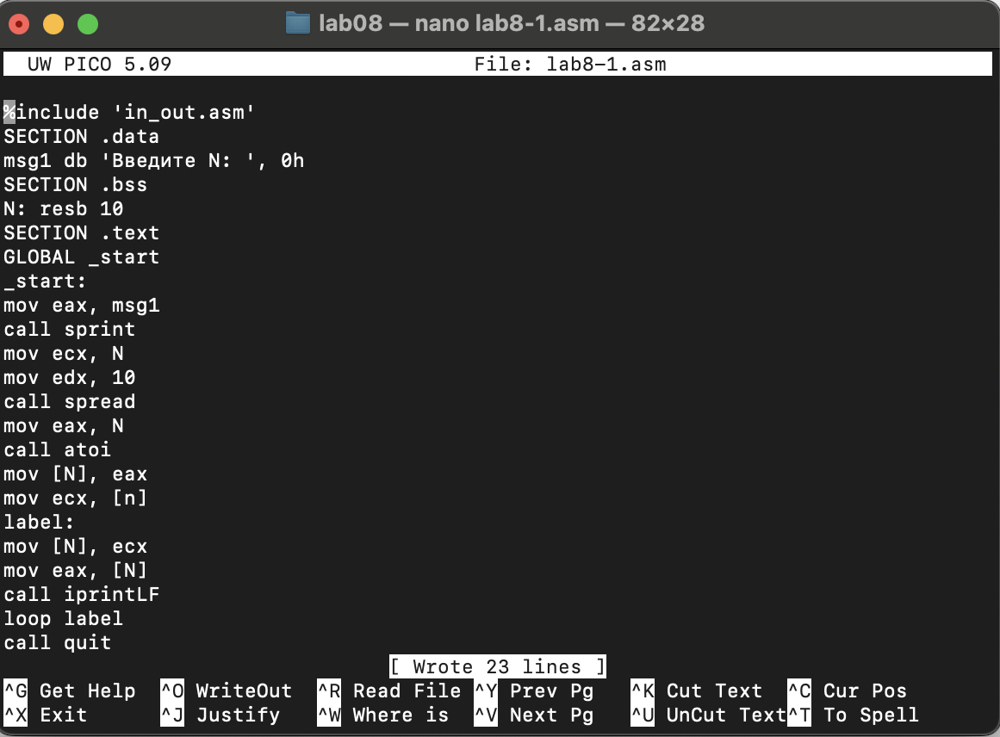 lab08 — nano lab8-1.asm — 82×28
UW PICO 5.09 File: lab8-1.asm
%include 'in_out.asm'
SECTION .data
msg1 db 'Введите N: ', 0h
SECTION .bss
N: resb 10
SECTION .text
GLOBAL _start
_start:
mov eax, msg1
call sprint
mov ecx, N
mov edx, 10
call spread
mov eax, N
call atoi
mov [N], eax
mov ecx, [n]
label:
mov [N], ecx
mov eax, [N]
call iprintLF
loop label
call quit
[ Wrote 23 lines ]
^G Get Help ^O WriteOut ^R Read File ^Y Prev Pg ^K Cut Text ^C Cur Pos
^X Exit ^J Justify ^W Where is ^V Next Pg ^U UnCut Text^T To Spell